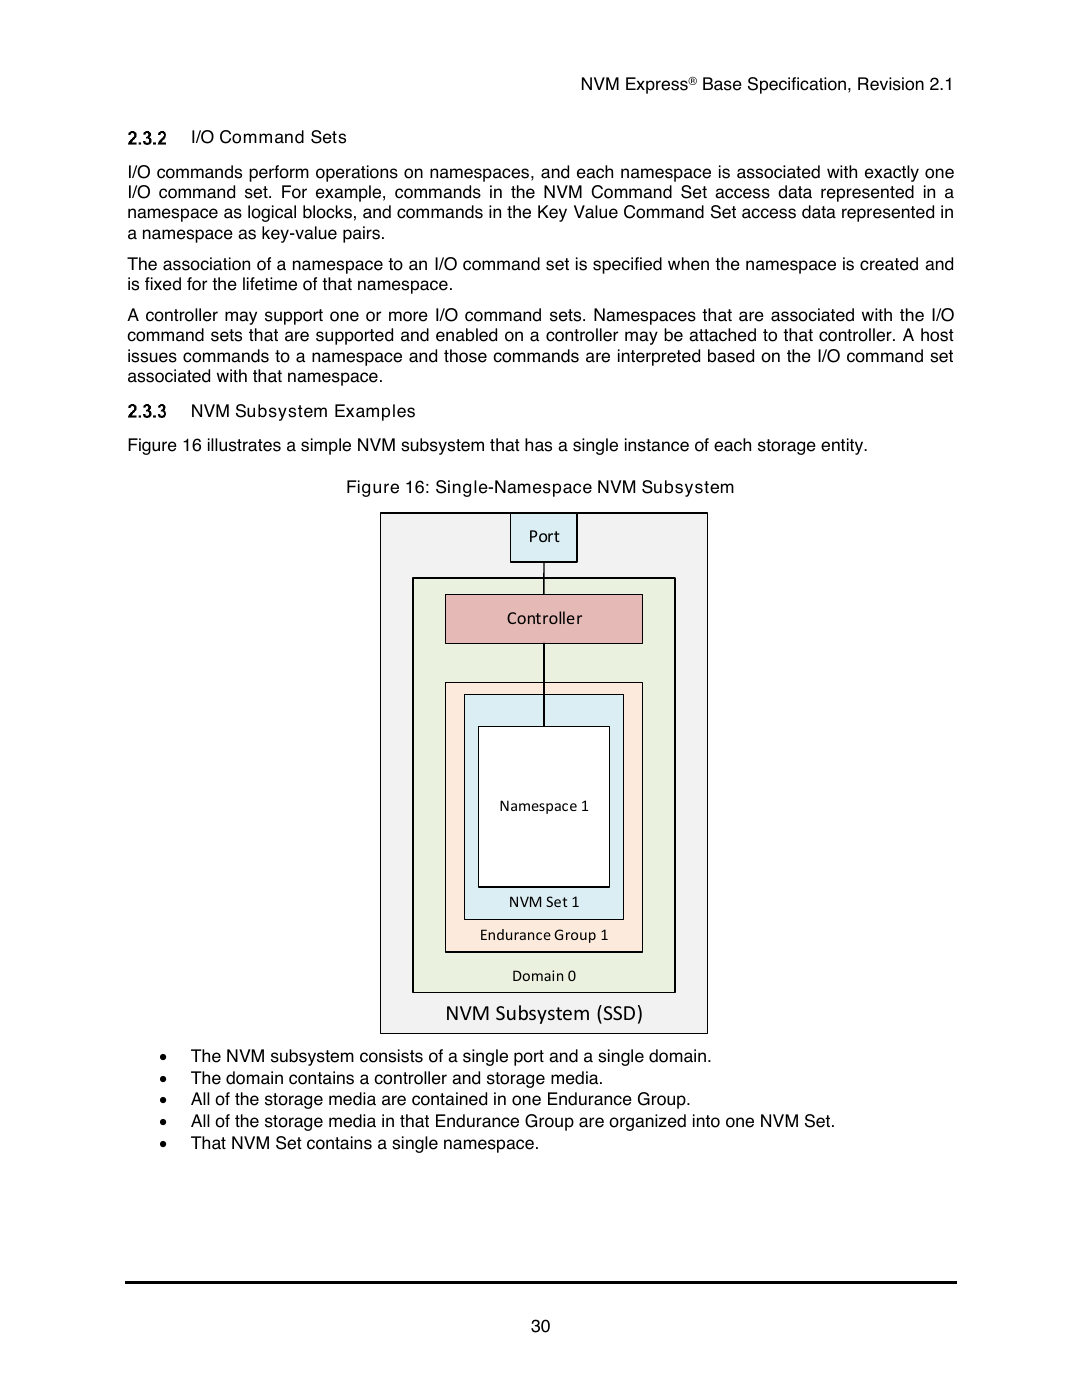 NVM Express® Base Specification, Revision 2.1
2.3.2 I/O Command Sets
I/O commands perform operations on namespaces, and each namespace is associated with exactly one
I/O command set. For example, commands in the NVM Command Set access data represented in a
namespace as logical blocks, and commands in the Key Value Command Set access data represented in
a namespace as key-value pairs.
The association of a namespace to an I/O command set is specified when the namespace is created and
is fixed for the lifetime of that namespace.
A controller may support one or more I/O command sets. Namespaces that are associated with the I/O
command sets that are supported and enabled on a controller may be attached to that controller. A host
issues commands to a namespace and those commands are interpreted based on the I/O command set
associated with that namespace.
2.3.3 NVM Subsystem Examples
Figure 16 illustrates a simple NVM subsystem that has a single instance of each storage entity.
Figure 16: Single-Namespace NVM Subsystem
Port
Controller
Namespace 1
NVM Set 1
Endurance Group 1
Domain 0
NVM Subsystem (SSD)
• The NVM subsystem consists of a single port and a single domain.
• The domain contains a controller and storage media.
• All of the storage media are contained in one Endurance Group.
• All of the storage media in that Endurance Group are organized into one NVM Set.
• That NVM Set contains a single namespace.
30